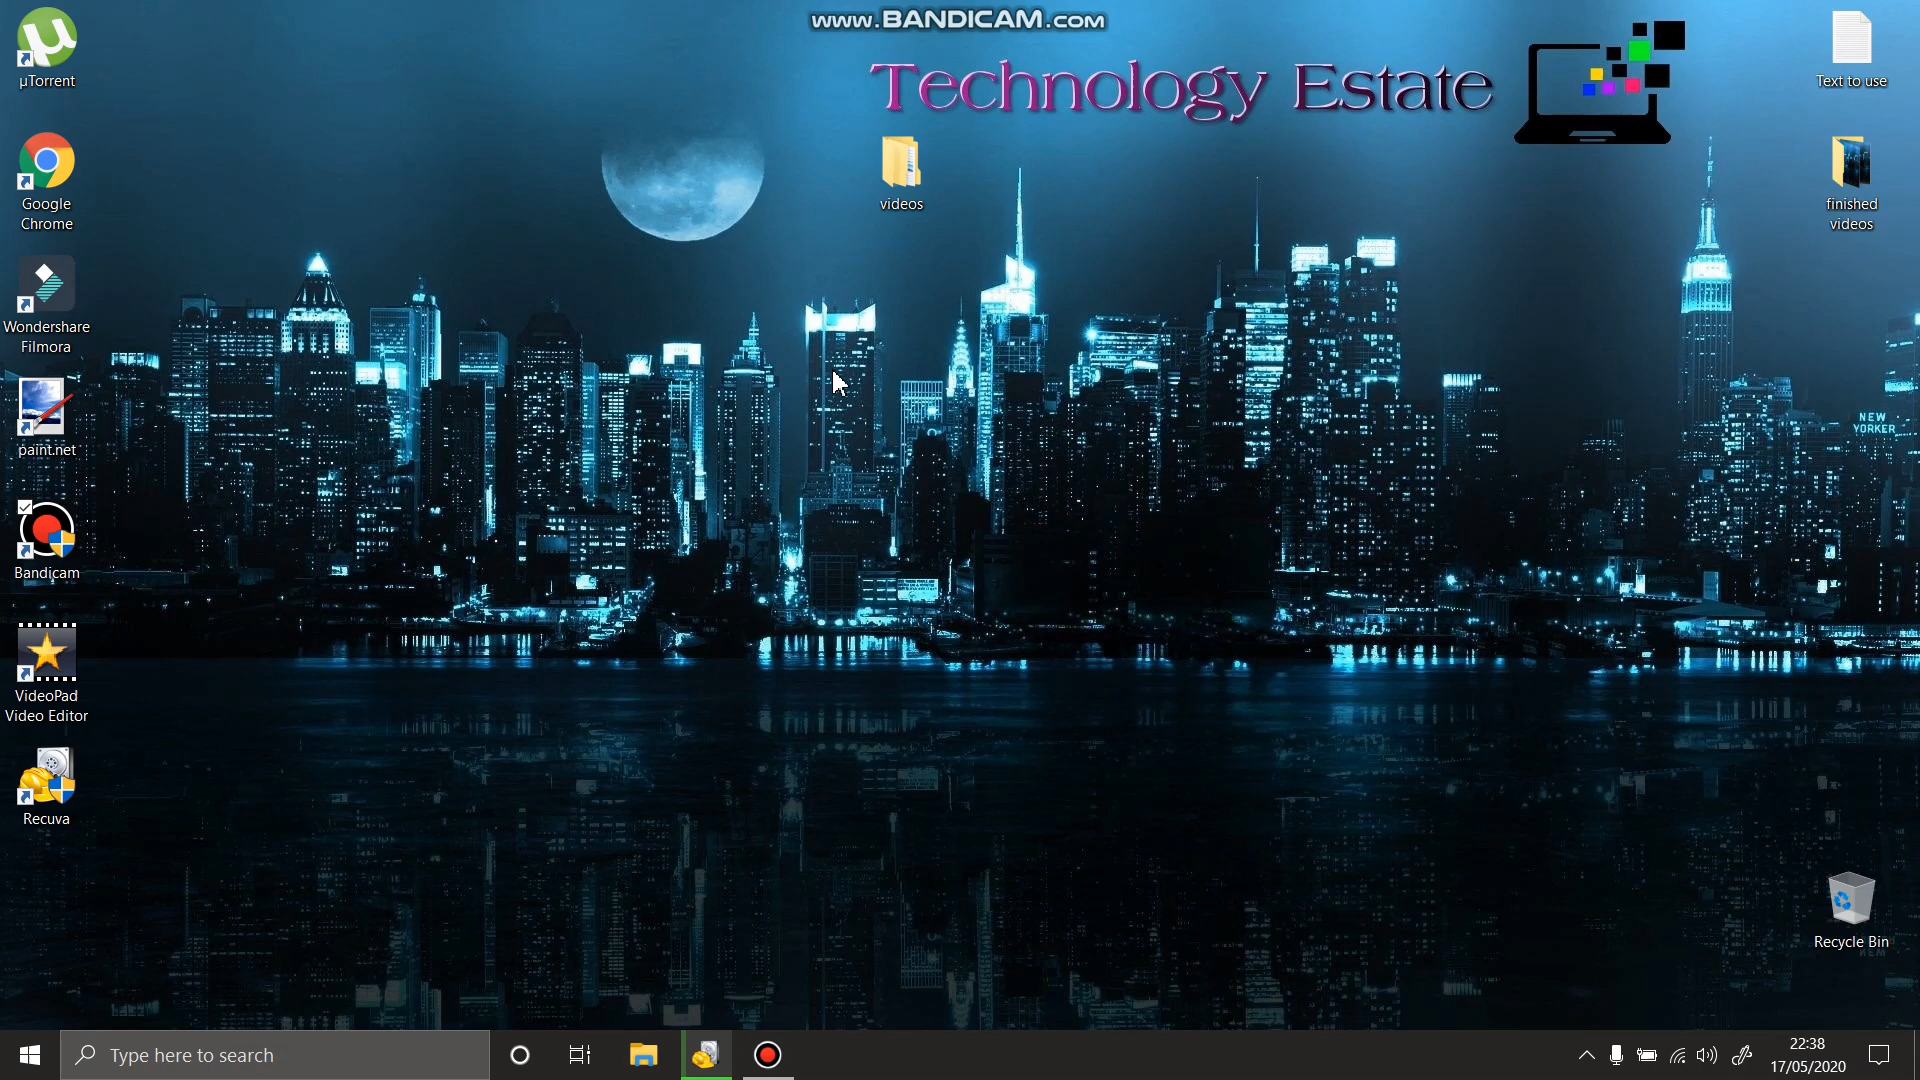 www.BANDICAM.com
Technology Estate
µTorrent
Google
Chrome
Wondershare
Filmora
paint.net
Bandicam
VideoPad
Video Editor
Recuva
videos
Text to use
finished
videos
NEW
YORKER
Recycle Bin
Type here to search
22:38
17/05/2020